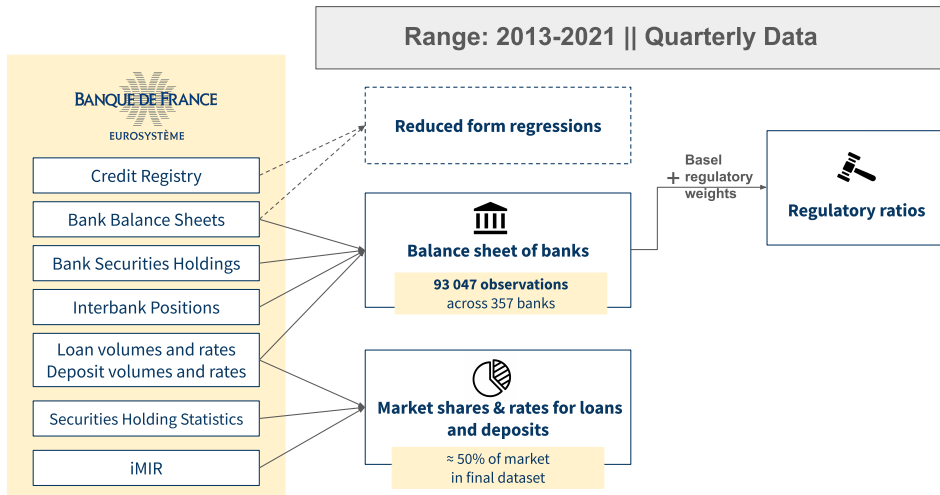 Range: 2013-2021 || Quarterly Data
BANQUE DE FRANCE
EUROSYSTÈME
Credit Registry
Bank Balance Sheets
Bank Securities Holdings
Interbank Positions
Loan volumes and rates
Deposit volumes and rates
Securities Holding Statistics
iMIR
Reduced form regressions
Balance sheet of banks
93 047 observations
across 357 banks
Market shares & rates for loans
and deposits
≈ 50% of market
in final dataset
Basel
+ regulatory
weights
Regulatory ratios